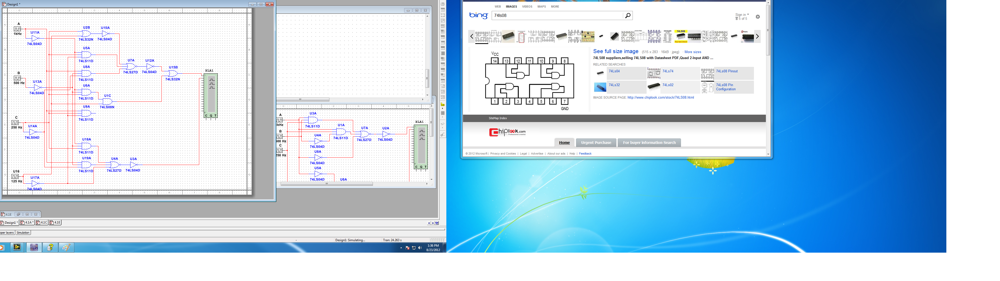 Design1 *
A
1kHz
U11A
74LS04D
U2B
74LS32N
U10A
74LS04D
U5A
74LS11D
U8A
74LS11D
U7A
74LS27D
U12A
74LS04D
U15B
74LS32N
XLA1
B
500 Hz
U13A
74LS04D
U6A
74LS11D
U1C
74LS08N
U9A
74LS11D
C Q T
C
250 Hz
U14A
74LS04D
U18A
74LS11D
U19A
74LS11D
U4A
74LS27D
U3A
74LS04D
U16
125 Hz
U17A
74LS04D
A
1kHz
B
500 Hz
C
250 Hz
U3A
74LS11D
U4A
74LS04D
U8A
74LS04D
U5A
74LS04D
U6A
U1A
74LS11D
U7A
74LS27D
U2A
74LS04D
XLA1
C Q T
4.1E
Design1 * 4.1A * 4.1C 4.1E
pper layers Simulation
- Design1: Simulating... Tran: 24.263 s
1:36 PM
8/23/2012
WEB IMAGES VIDEOS MAPS MORE
bing 74ls08
Sign in
5 of 5
VCC
14 13 12 11 10 9 8
1 2 3 4 5 6 7
GND
See full size image (515 x 283 · 16kB · jpeg) · More sizes
74LS08 suppliers,selling 74LS08 with Datasheet PDF,Quad 2-Input AND ...
RELATED SEARCHES
74Ls04 74Ls74 74Ls08 Pinout
74Ls32 74Ls02 74Ls08 Pin Configuration
IMAGE SOURCE PAGE: http://www.chiplook.com/stock/74LS08.html
SiteMap Index
Chiplook.com
Professional is market
Home Urgent Purchase For buyer information Search
© 2012 Microsoft | Privacy and Cookies | Legal | Advertise | About our ads | Help | Feedback